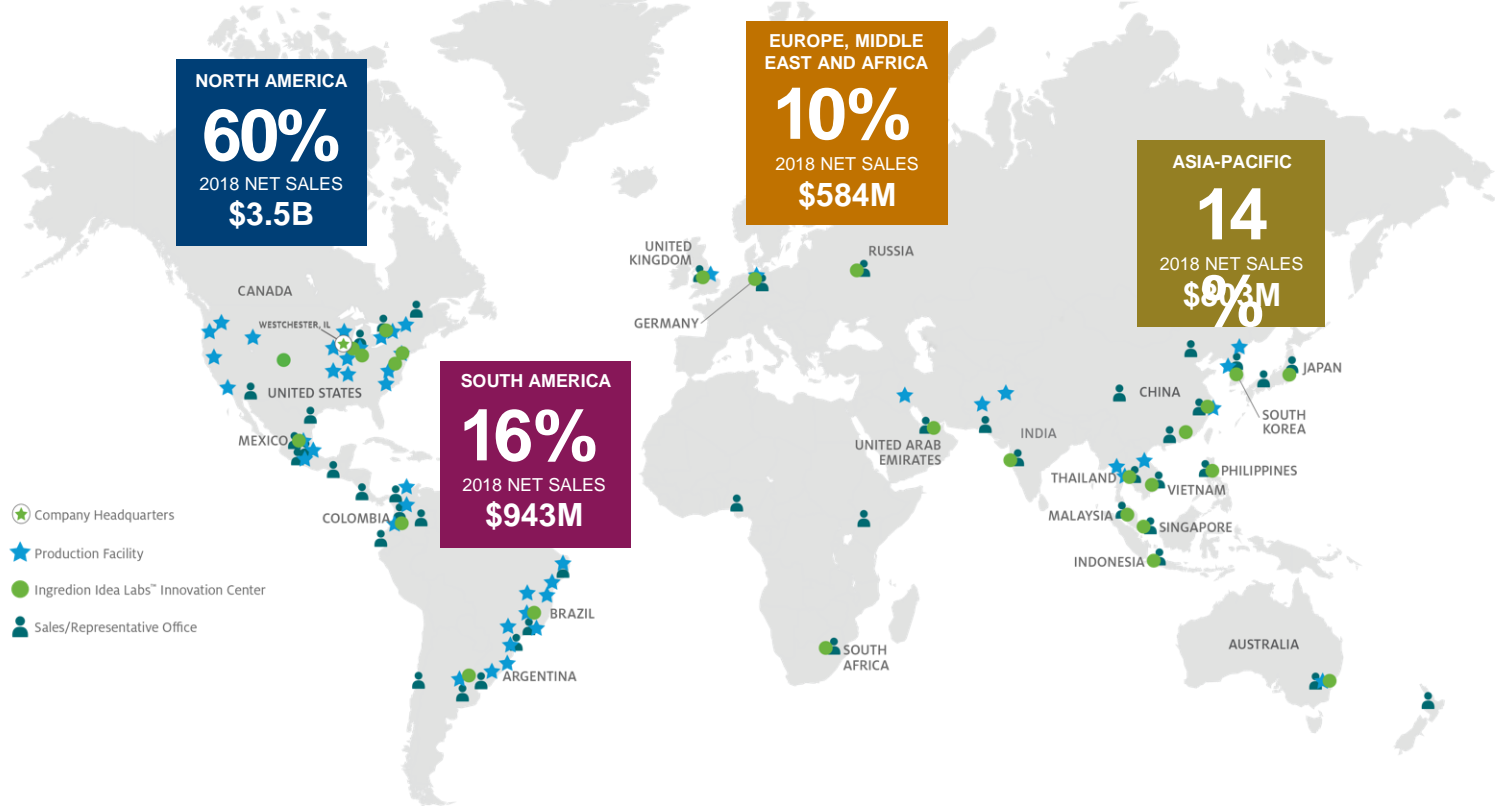 NORTH AMERICA
60%
2018 NET SALES
$3.5B
EUROPE, MIDDLE
EAST AND AFRICA
10%
2018 NET SALES
$584M
ASIA-PACIFIC
14
2018 NET SALES
%
$803M
SOUTH AMERICA
16%
2018 NET SALES
$943M
CANADA
WESTCHESTER, IL
UNITED STATES
MEXICO
COLOMBIA
BRAZIL
ARGENTINA
UNITED
KINGDOM
GERMANY
RUSSIA
UNITED ARAB
EMIRATES
SOUTH
AFRICA
INDIA
CHINA
JAPAN
SOUTH
KOREA
THAILAND
VIETNAM
PHILIPPINES
MALAYSIA
SINGAPORE
INDONESIA
AUSTRALIA
Company Headquarters
Production Facility
Ingredion Idea Labs™ Innovation Center
Sales/Representative Office